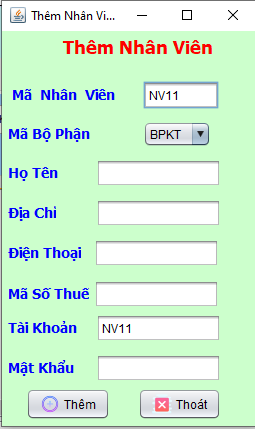 Thêm Nhân Vi...
Thêm Nhân Viên
Mã Nhân Viên NV11
Mã Bộ Phận BPKT
Họ Tên
Địa Chỉ
Điện Thoại
Mã Số Thuế
Tài Khoản NV11
Mật Khẩu
Thêm Thoát